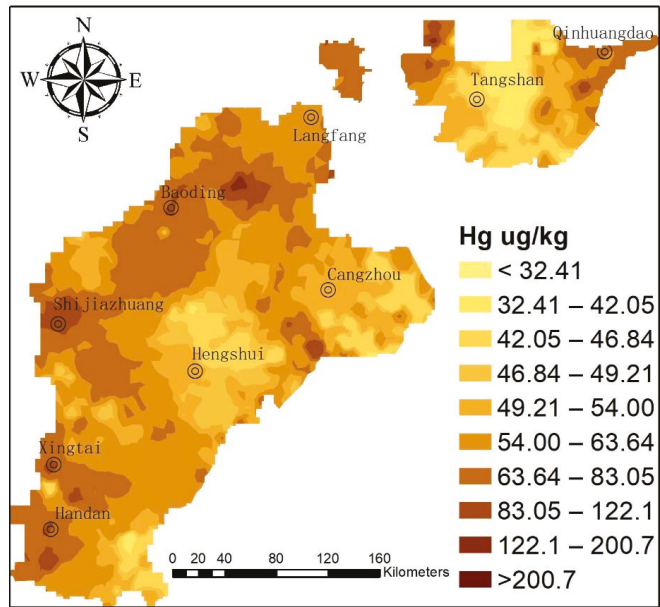 N
W E
S
Qinhuangdao
Tangshan
Langfang
Baoding
Cangzhou
Shijiazhuang
Hengshui
Xingtai
Handan
Hg ug/kg
< 32.41
32.41 – 42.05
42.05 – 46.84
46.84 – 49.21
49.21 – 54.00
54.00 – 63.64
63.64 – 83.05
83.05 – 122.1
122.1 – 200.7
>200.7
0 20 40 80 120 160
Kilometers